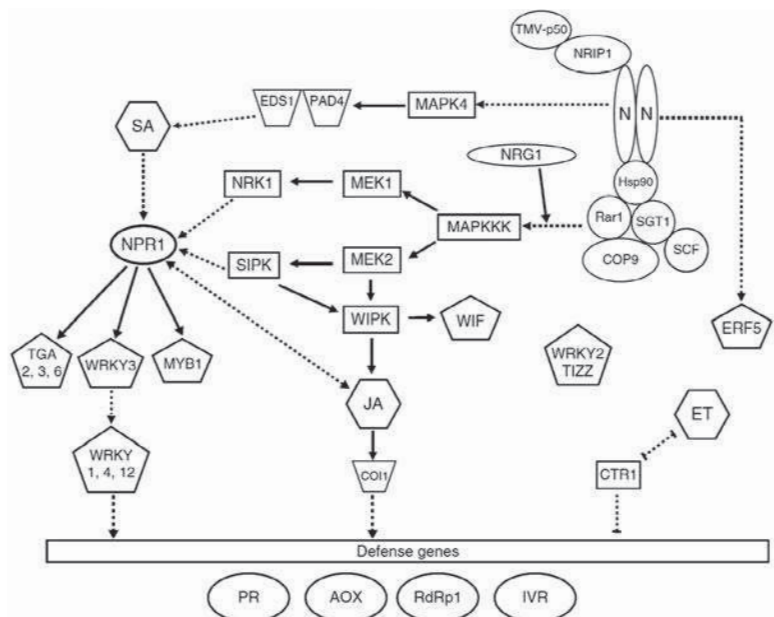 TMV-p50
NRIP1
EDS1
PAD4
MAPK4
N
N
SA
NRG1
Hsp90
NRK1
MEK1
Rar1
SGT1
MAPKKK
NPR1
SCF
COP9
SIPK
MEK2
WIPK
WIF
ERF5
TGA
2, 3, 6
WRKY3
MYB1
WRKY2
TIZZ
JA
ET
WRKY
1, 4, 12
COI1
CTR1
Defense genes
PR
AOX
RdRp1
IVR